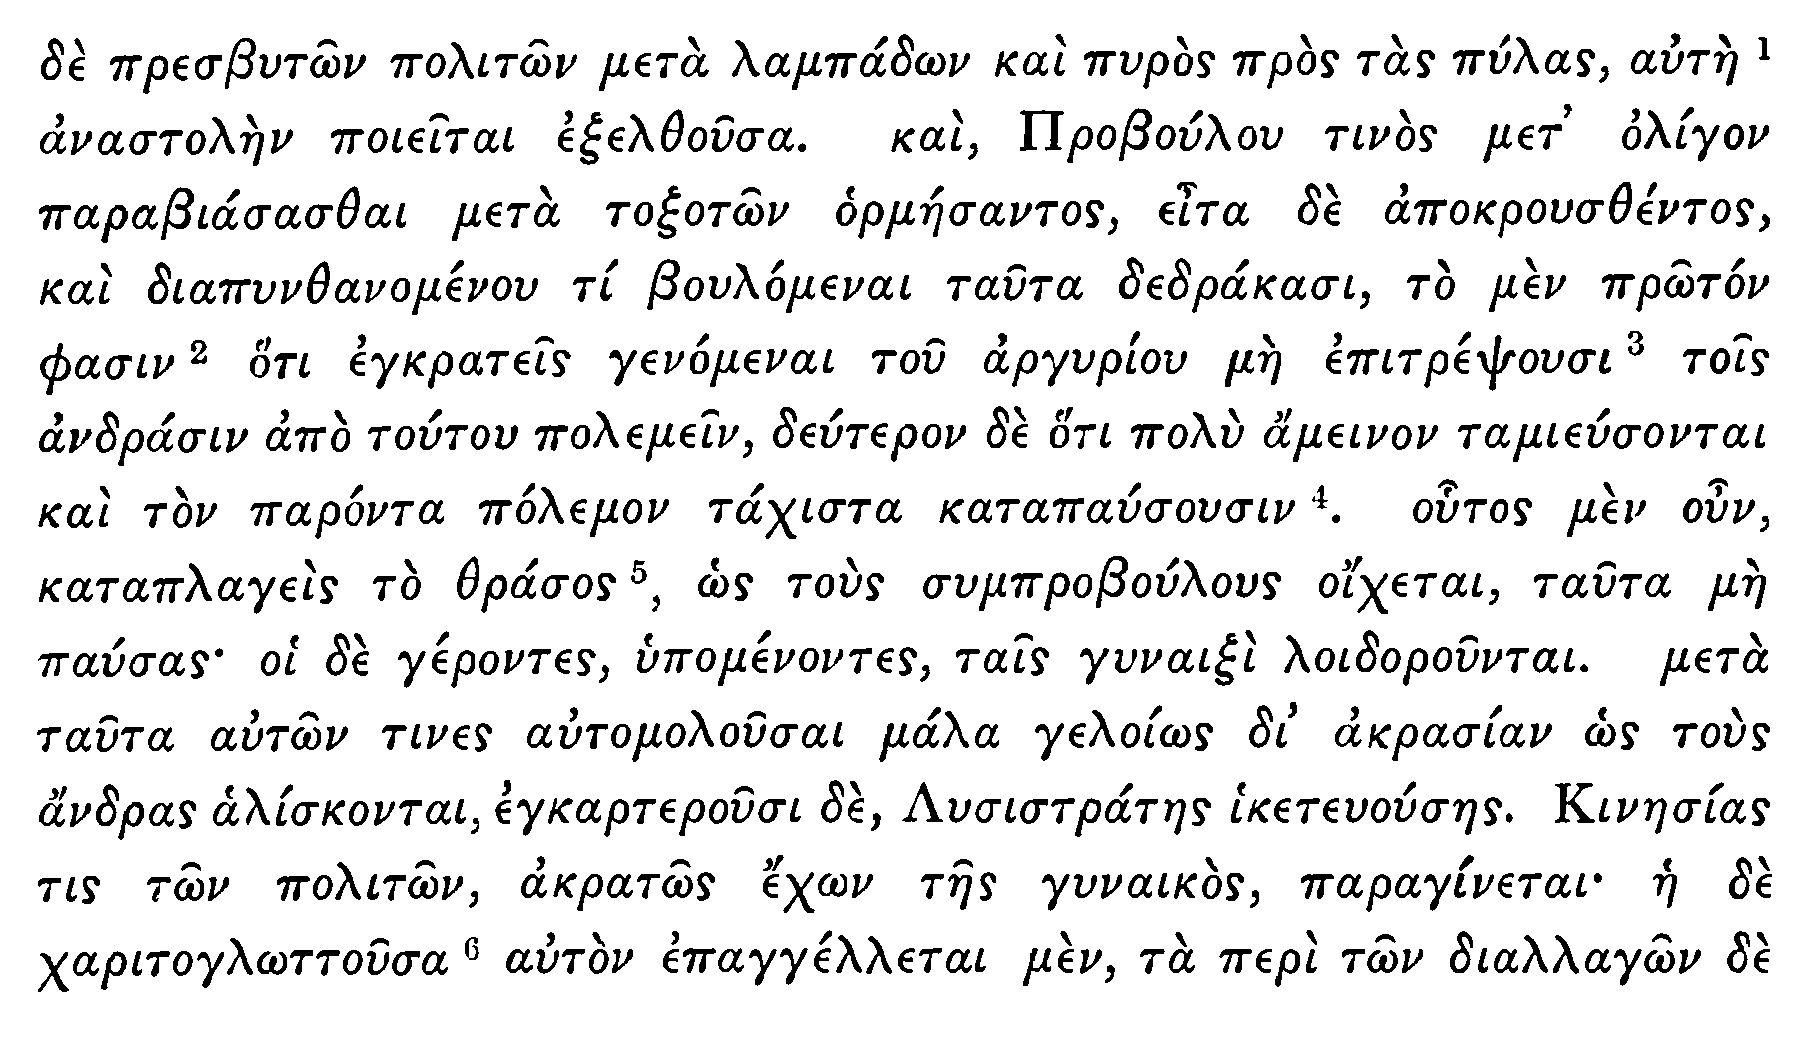 δὲ πρεσβυτῶν πολιτῶν μετὰ λαμπάδων καὶ πυρὸς πρὸς τὰς πύλας, αὐτὴ ¹
ἀναστολὴν ποιεῖται ἐξελθοῦσα. καὶ, Προβούλου τινὸς μετ’ ὀλίγον
παραβιάσασθαι μετὰ τοξοτῶν ὁρμήσαντος, εἶτα δὲ ἀποκρουσθέντος,
καὶ διαπυνθανομένου τί βουλόμεναι ταῦτα δεδράκασι, τὸ μὲν πρῶτόν
φασιν ² ὅτι ἐγκρατεῖς γενόμεναι τοῦ ἀργυρίου μὴ ἐπιτρέψουσι ³ τοῖς
ἀνδράσιν ἀπὸ τούτου πολεμεῖν, δεύτερον δὲ ὅτι πολὺ ἄμεινον ταμιεύσονται
καὶ τὸν παρόντα πόλεμον τάχιστα καταπαύσουσιν ⁴. οὗτος μὲν οὖν,
καταπλαγεὶς τὸ θράσος ⁵, ὡς τοὺς συμπροβούλους οἴχεται, ταῦτα μὴ
παύσας· οἱ δὲ γέροντες, ὑπομένοντες, ταῖς γυναιξὶ λοιδοροῦνται. μετὰ
ταῦτα αὐτῶν τινες αὐτομολοῦσαι μάλα γελοίως δι’ ἀκρασίαν ὡς τοὺς
ἄνδρας ἁλίσκονται, ἐγκαρτεροῦσι δὲ, Λυσιστράτης ἱκετευούσης. Κινησίας
τις τῶν πολιτῶν, ἀκρατῶς ἔχων τῆς γυναικὸς, παραγίνεται· ἡ δὲ
χαριτογλωττοῦσα ⁶ αὐτὸν ἐπαγγέλλεται μὲν, τὰ περὶ τῶν διαλλαγῶν δὲ